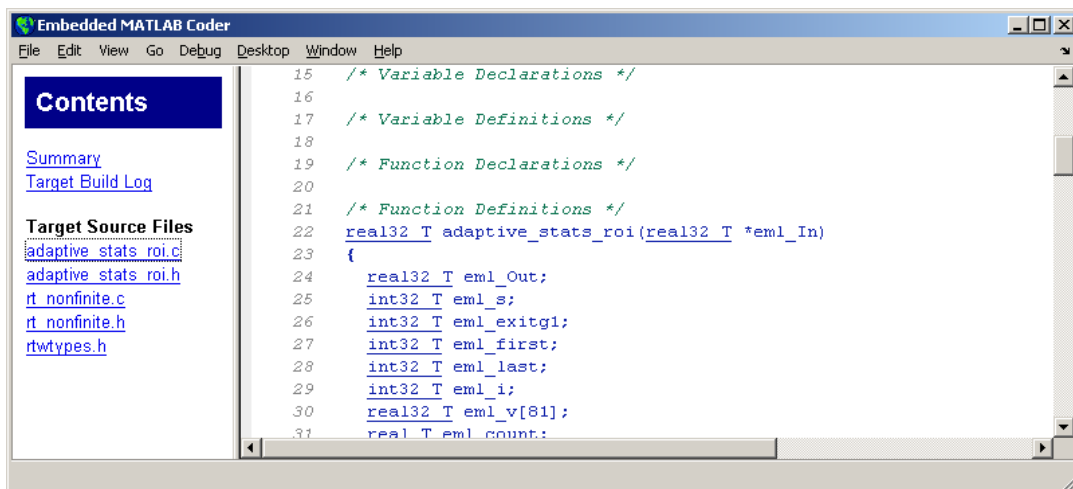 Embedded MATLAB Coder
File Edit View Go Debug Desktop Window Help
Contents
Summary
Target Build Log
Target Source Files
adaptive_stats_roi.c
adaptive_stats_roi.h
rt_nonfinite.c
rt_nonfinite.h
rtwtypes.h
15 /* Variable Declarations */
16
17 /* Variable Definitions */
18
19 /* Function Declarations */
20
21 /* Function Definitions */
22 real32_T adaptive_stats_roi(real32_T *eml_In)
23 {
24 real32_T eml_Out;
25 int32_T eml_s;
26 int32_T eml_exitg1;
27 int32_T eml_first;
28 int32_T eml_last;
29 int32_T eml_i;
30 real32_T eml_v[81];
31 real_T eml_count;